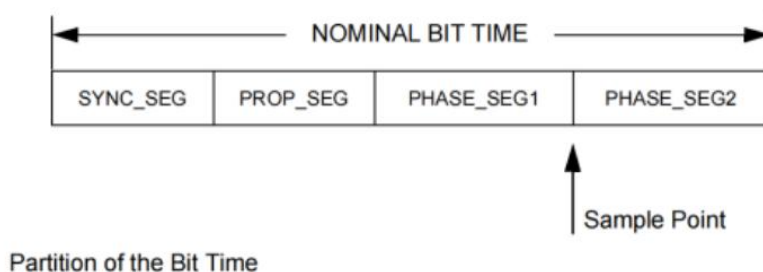 NOMINAL BIT TIME
SYNC_SEG PROP_SEG PHASE_SEG1 PHASE_SEG2
Sample Point
Partition of the Bit Time